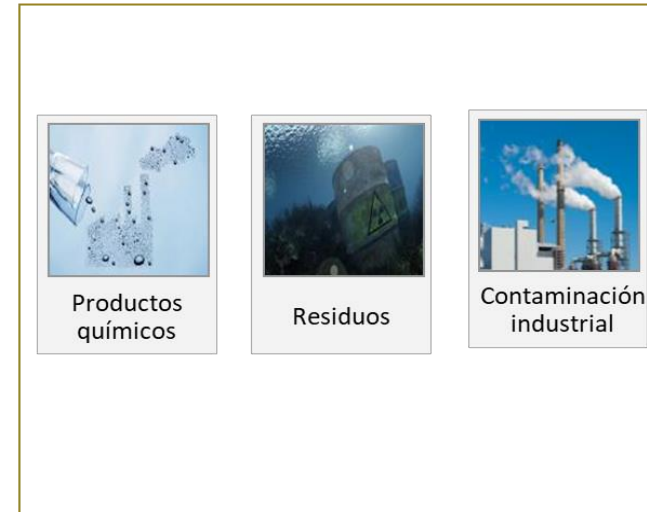 Productos
químicos
Residuos
Contaminación
industrial